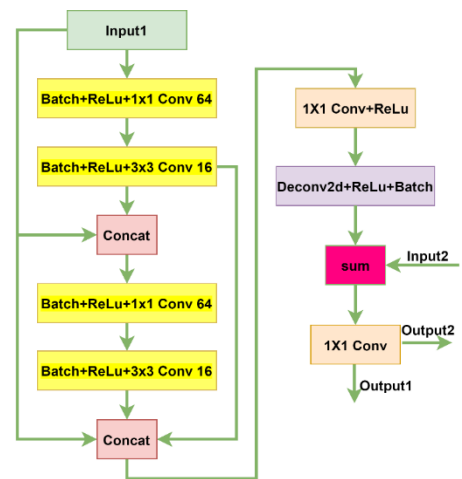 Input1
Batch+ReLu+1x1 Conv 64
Batch+ReLu+3x3 Conv 16
Concat
Batch+ReLu+1x1 Conv 64
Batch+ReLu+3x3 Conv 16
Concat
1X1 Conv+ReLu
Deconv2d+ReLu+Batch
sum
Input2
1X1 Conv
Output2
Output1